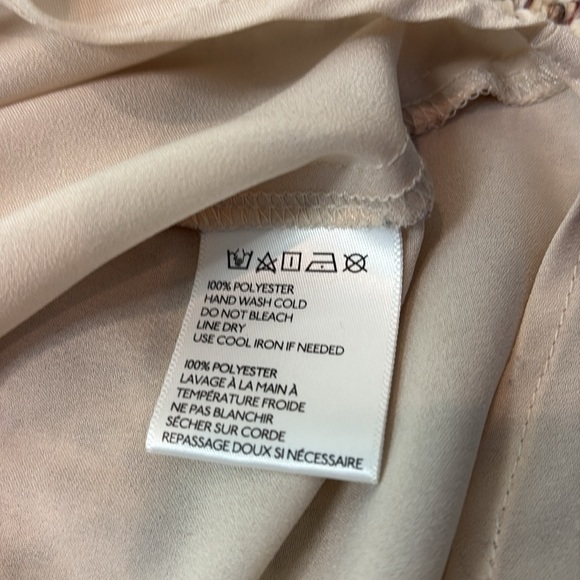 100% POLYESTER
HAND WASH COLD
DO NOT BLEACH
LINE DRY
USE COOL IRON IF NEEDED
100% POLYESTER
LAVAGE À LA MAIN À
TEMPÉRATURE FROIDE
NE PAS BLANCHIR
SÉCHER SUR CORDE
REPASSAGE DOUX SI NÉCESSAIRE